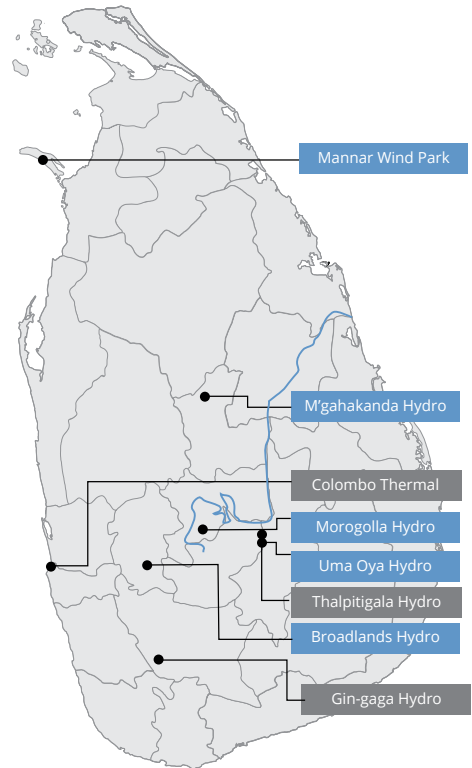 Mannar Wind Park
M'gahakanda Hydro
Colombo Thermal
Morogolla Hydro
Uma Oya Hydro
Thalpitigala Hydro
Broadlands Hydro
Gin-gaga Hydro